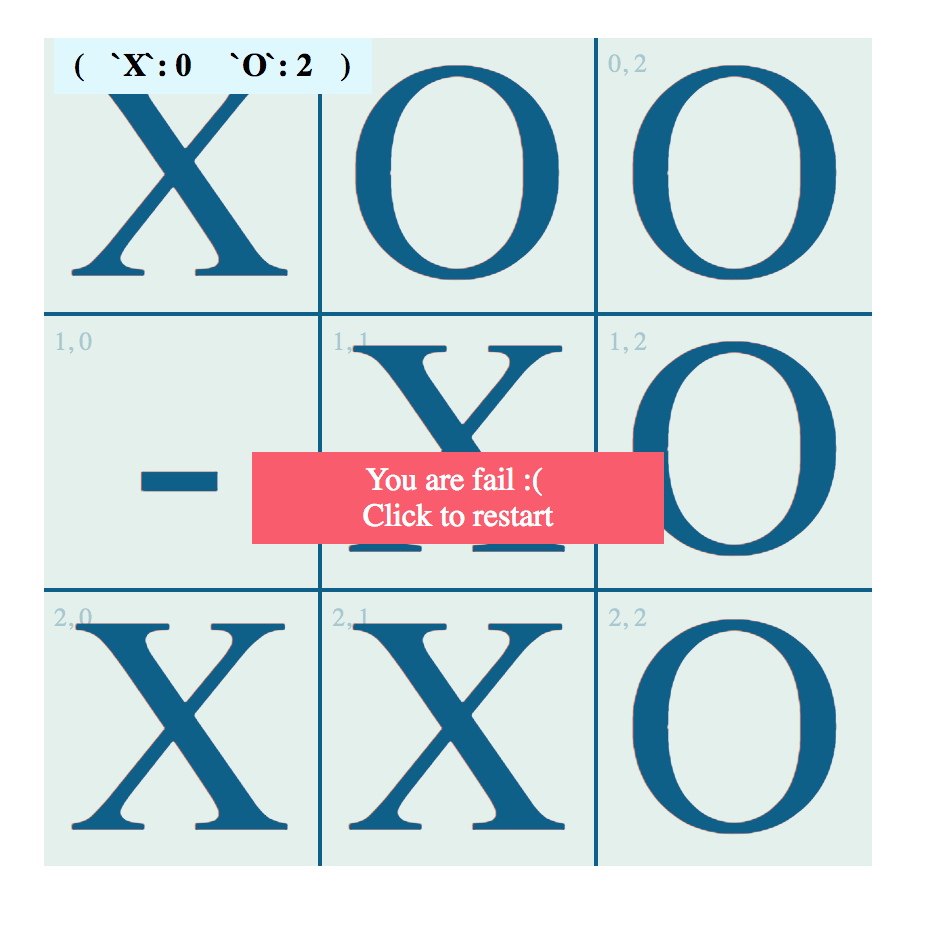 ( `X`: 0 `O`: 2 )
X O O
0, 2
1, 0 1, 1 1, 2
- X O
You are fail :(
Click to restart
2, 0 2, 1 2, 2
X X O